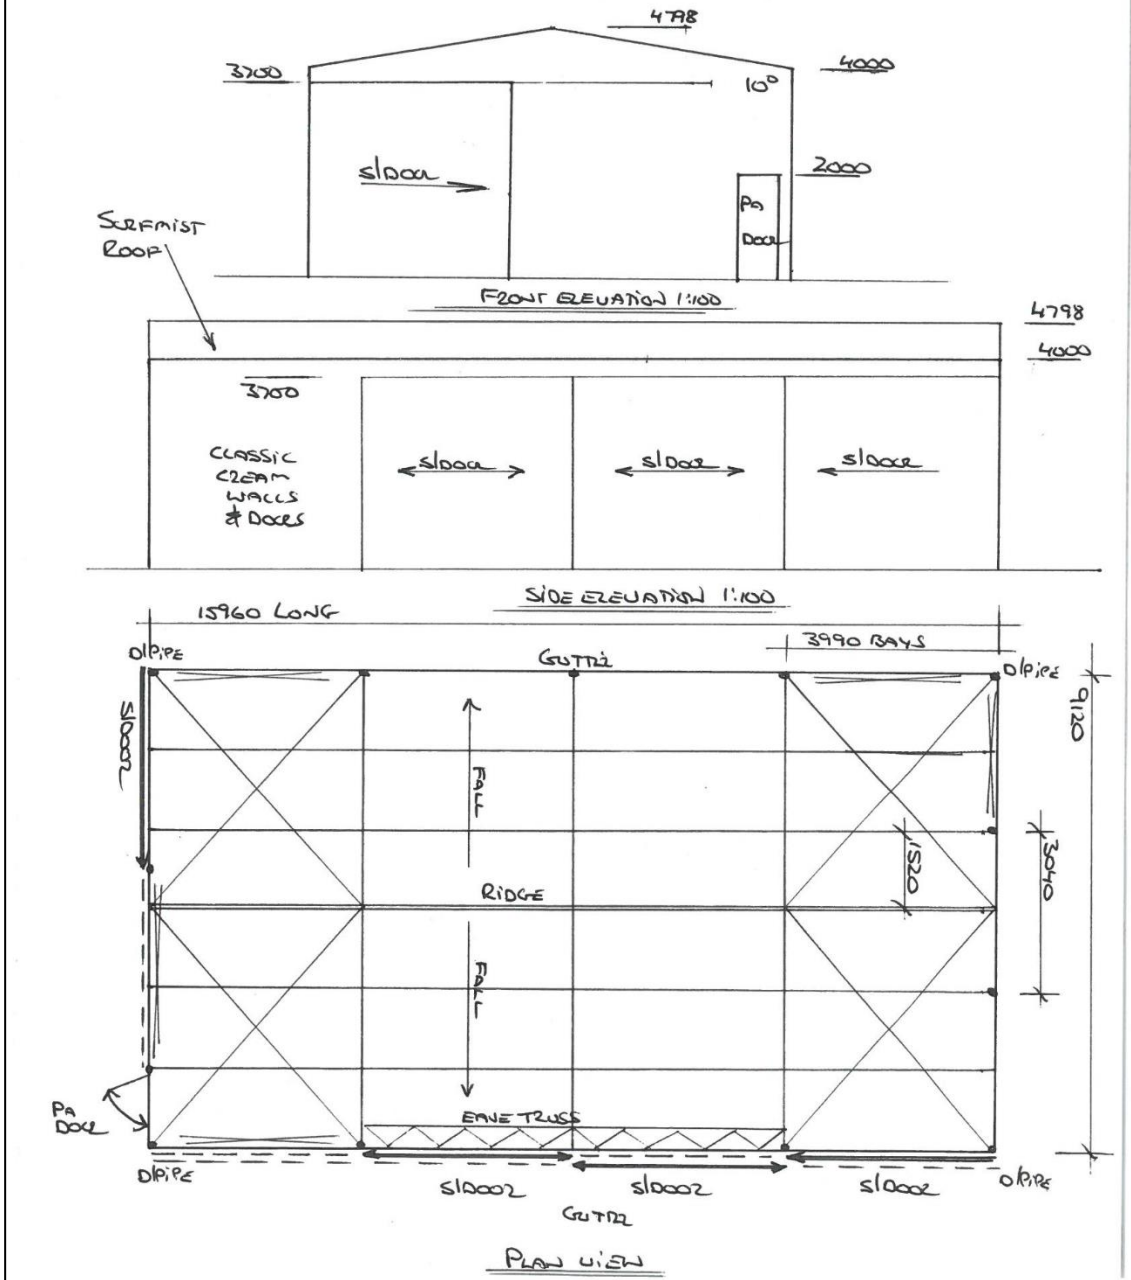 4798
3700
4000
10°
S/DOOR
2000
PA
DOOR
SURFMIST
ROOF
FRONT ELEVATION 1:100
4798
4000
3700
CLASSIC
CREAM
WALLS
& DOORS
S/DOOR
S/DOOR
S/DOOR
SIDE ELEVATION 1:100
15960 LONG
3990 BAYS
D/PIPE
GUTTER
D/PIPE
S/DOOR
9120
FALL
1520
3040
RIDGE
FALL
EAVE TRUSS
PA
DOOR
D/PIPE
S/DOOR
S/DOOR
S/DOOR
D/PIPE
GUTTER
PLAN VIEW